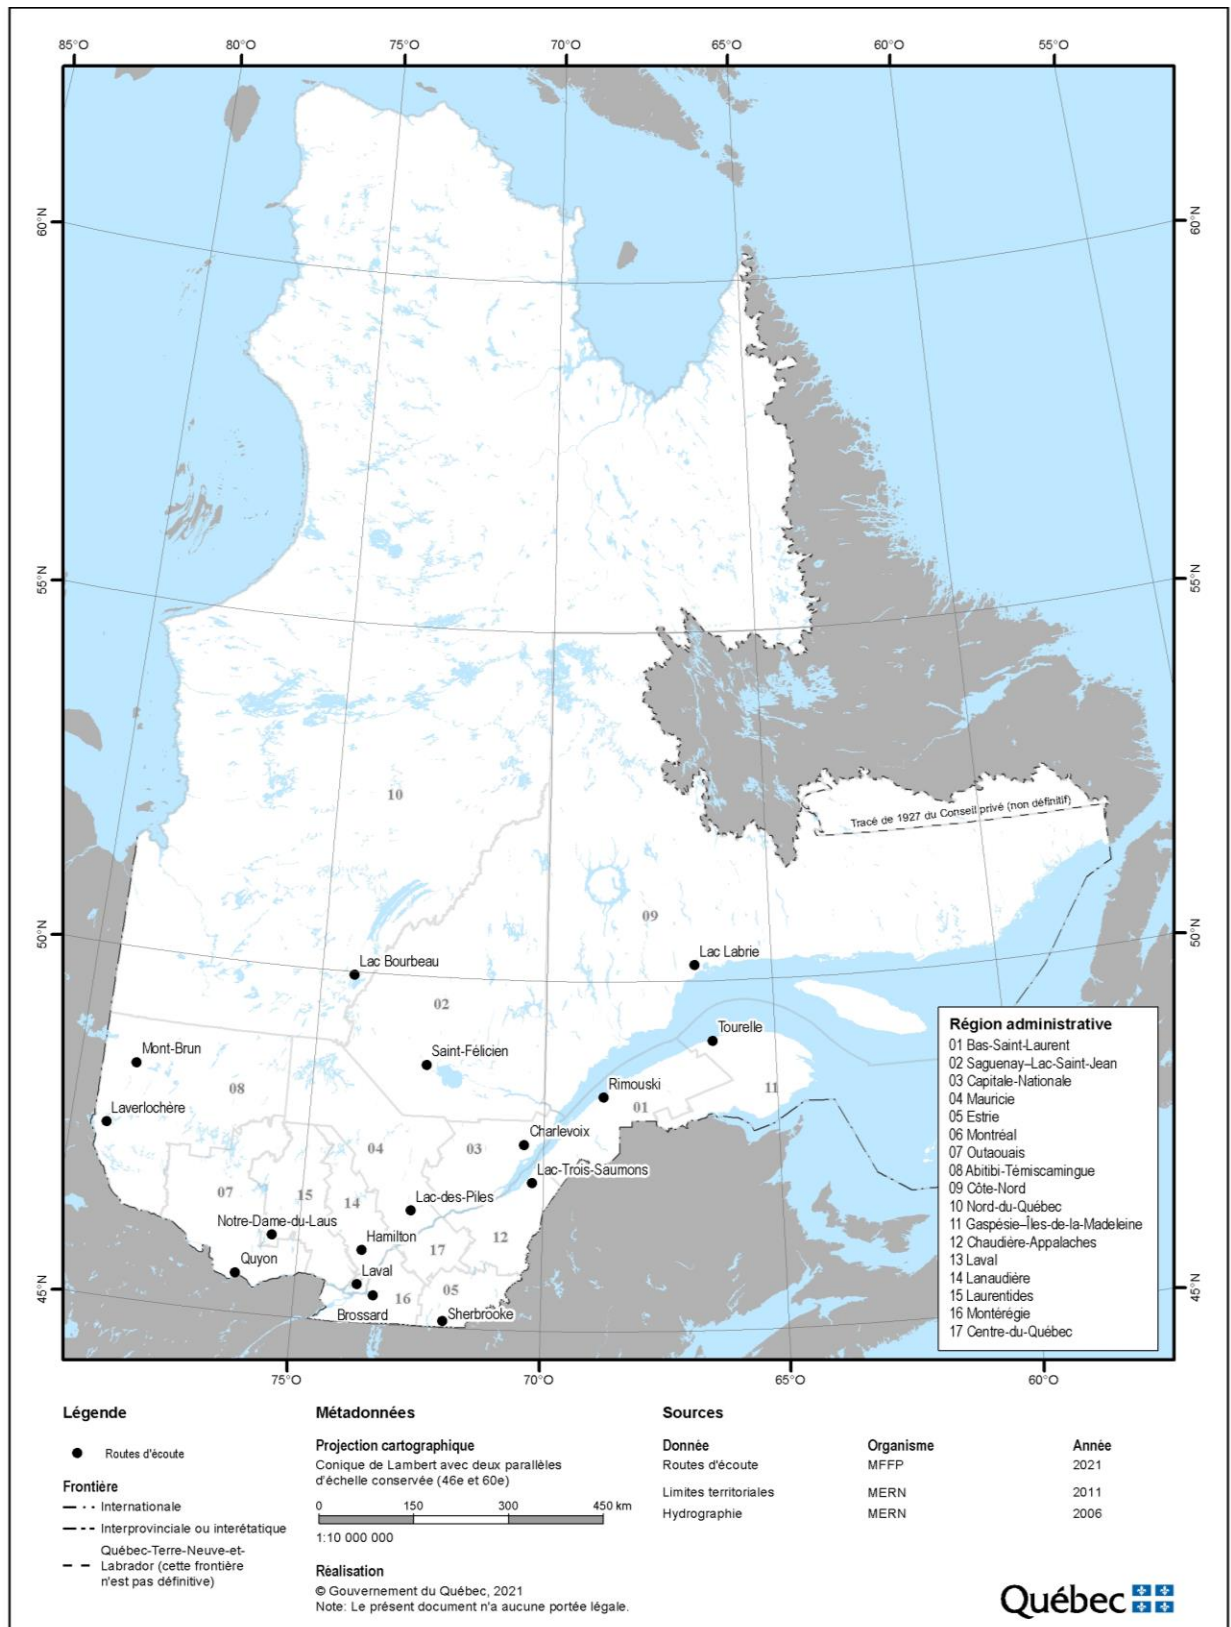 85°O 80°O 75°O 70°O 65°O 60°O 55°O
60°N 60°N
55°N 55°N
10
Tracé de 1927 du Conseil privé (non définitif)
09
50°N 50°N
Lac Bourbeau
Lac Labrie
02
Tourelle
Mont-Brun
Saint-Félicien
08
Rimouski
11
01
Laverlochère
Charlevoix
04
03
Lac-Trois-Saumons
07
15
14
Lac-des-Piles
Notre-Dame-du-Laus
Hamilton
12
17
Quyon
Laval
45°N 45°N
05
16
Brossard
Sherbrooke
Région administrative
01 Bas-Saint-Laurent
02 Saguenay–Lac-Saint-Jean
03 Capitale-Nationale
04 Mauricie
05 Estrie
06 Montréal
07 Outaouais
08 Abitibi-Témiscamingue
09 Côte-Nord
10 Nord-du-Québec
11 Gaspésie–Îles-de-la-Madeleine
12 Chaudière-Appalaches
13 Laval
14 Lanaudière
15 Laurentides
16 Montérégie
17 Centre-du-Québec
75°O 70°O 65°O 60°O
Légende
Routes d'écoute
Frontière
Internationale
Interprovinciale ou interétatique
Québec-Terre-Neuve-et-
Labrador (cette frontière
n'est pas définitive)
Métadonnées
Projection cartographique
Conique de Lambert avec deux parallèles
d'échelle conservée (46e et 60e)
0 150 300 450 km
1:10 000 000
Réalisation
© Gouvernement du Québec, 2021
Note: Le présent document n'a aucune portée légale.
Sources
Donnée Organisme Année
Routes d'écoute MFFP 2021
Limites territoriales MERN 2011
Hydrographie MERN 2006
Québec